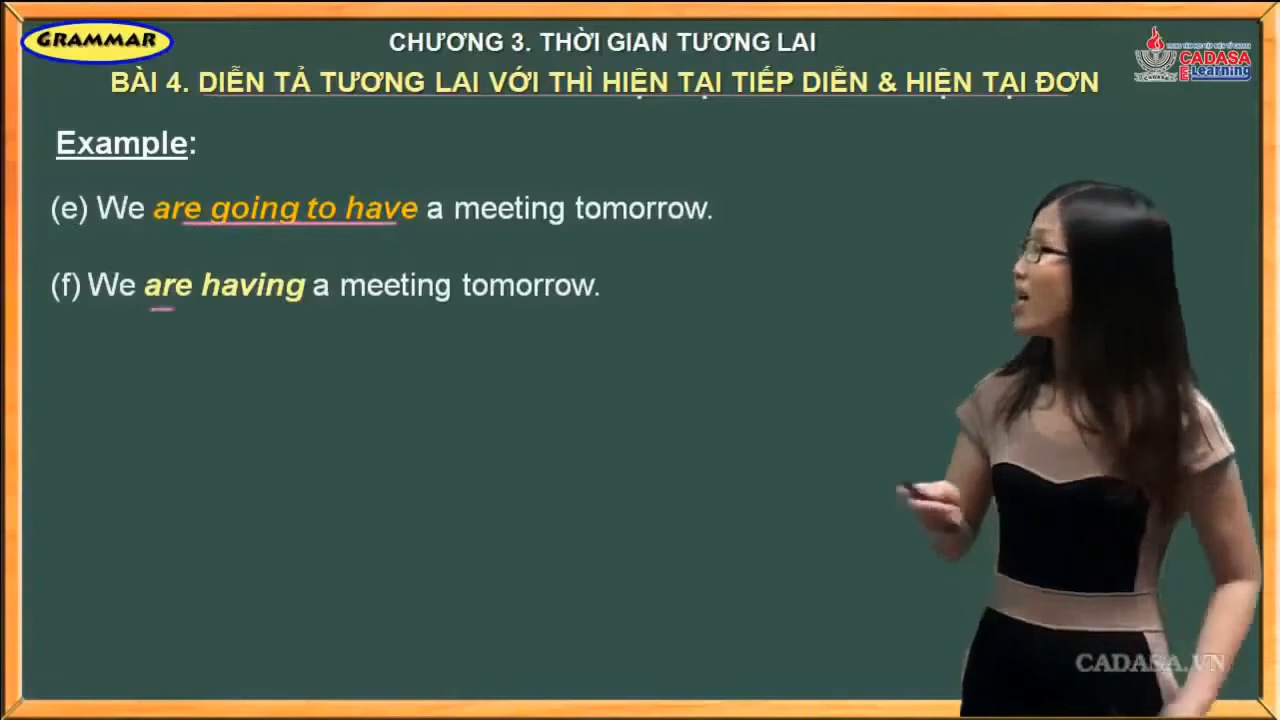 GRAMMAR
CHƯƠNG 3. THỜI GIAN TƯƠNG LAI
BÀI 4. DIỄN TẢ TƯƠNG LAI VỚI THÌ HIỆN TẠI TIẾP DIỄN & HIỆN TẠI ĐƠN
CADASA
E-Learning
Example:
(e) We are going to have a meeting tomorrow.
(f) We are having a meeting tomorrow.
CADASA.VN